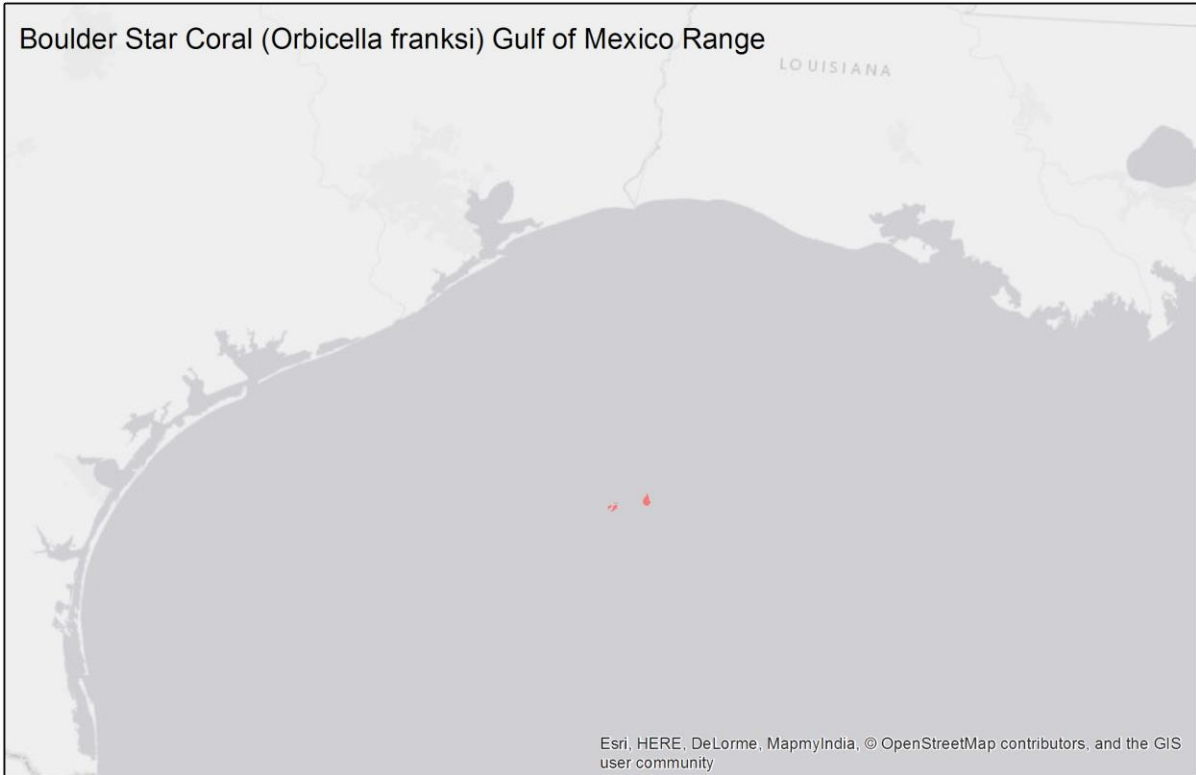 Boulder Star Coral (Orbicella franksi) Gulf of Mexico Range
LOUISIANA
Esri, HERE, DeLorme, MapmyIndia, © OpenStreetMap contributors, and the GIS
user community